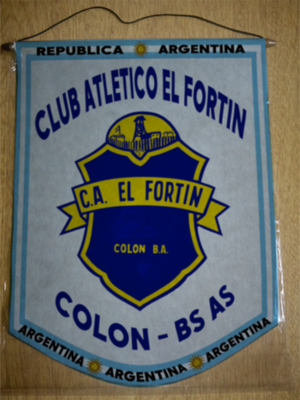 REPUBLICA ARGENTINA
CLUB ATLETICO EL FORTIN
C.A. EL FORTIN
COLON B.A.
COLON - BS AS
ARGENTINA ARGENTINA ARGENTINA